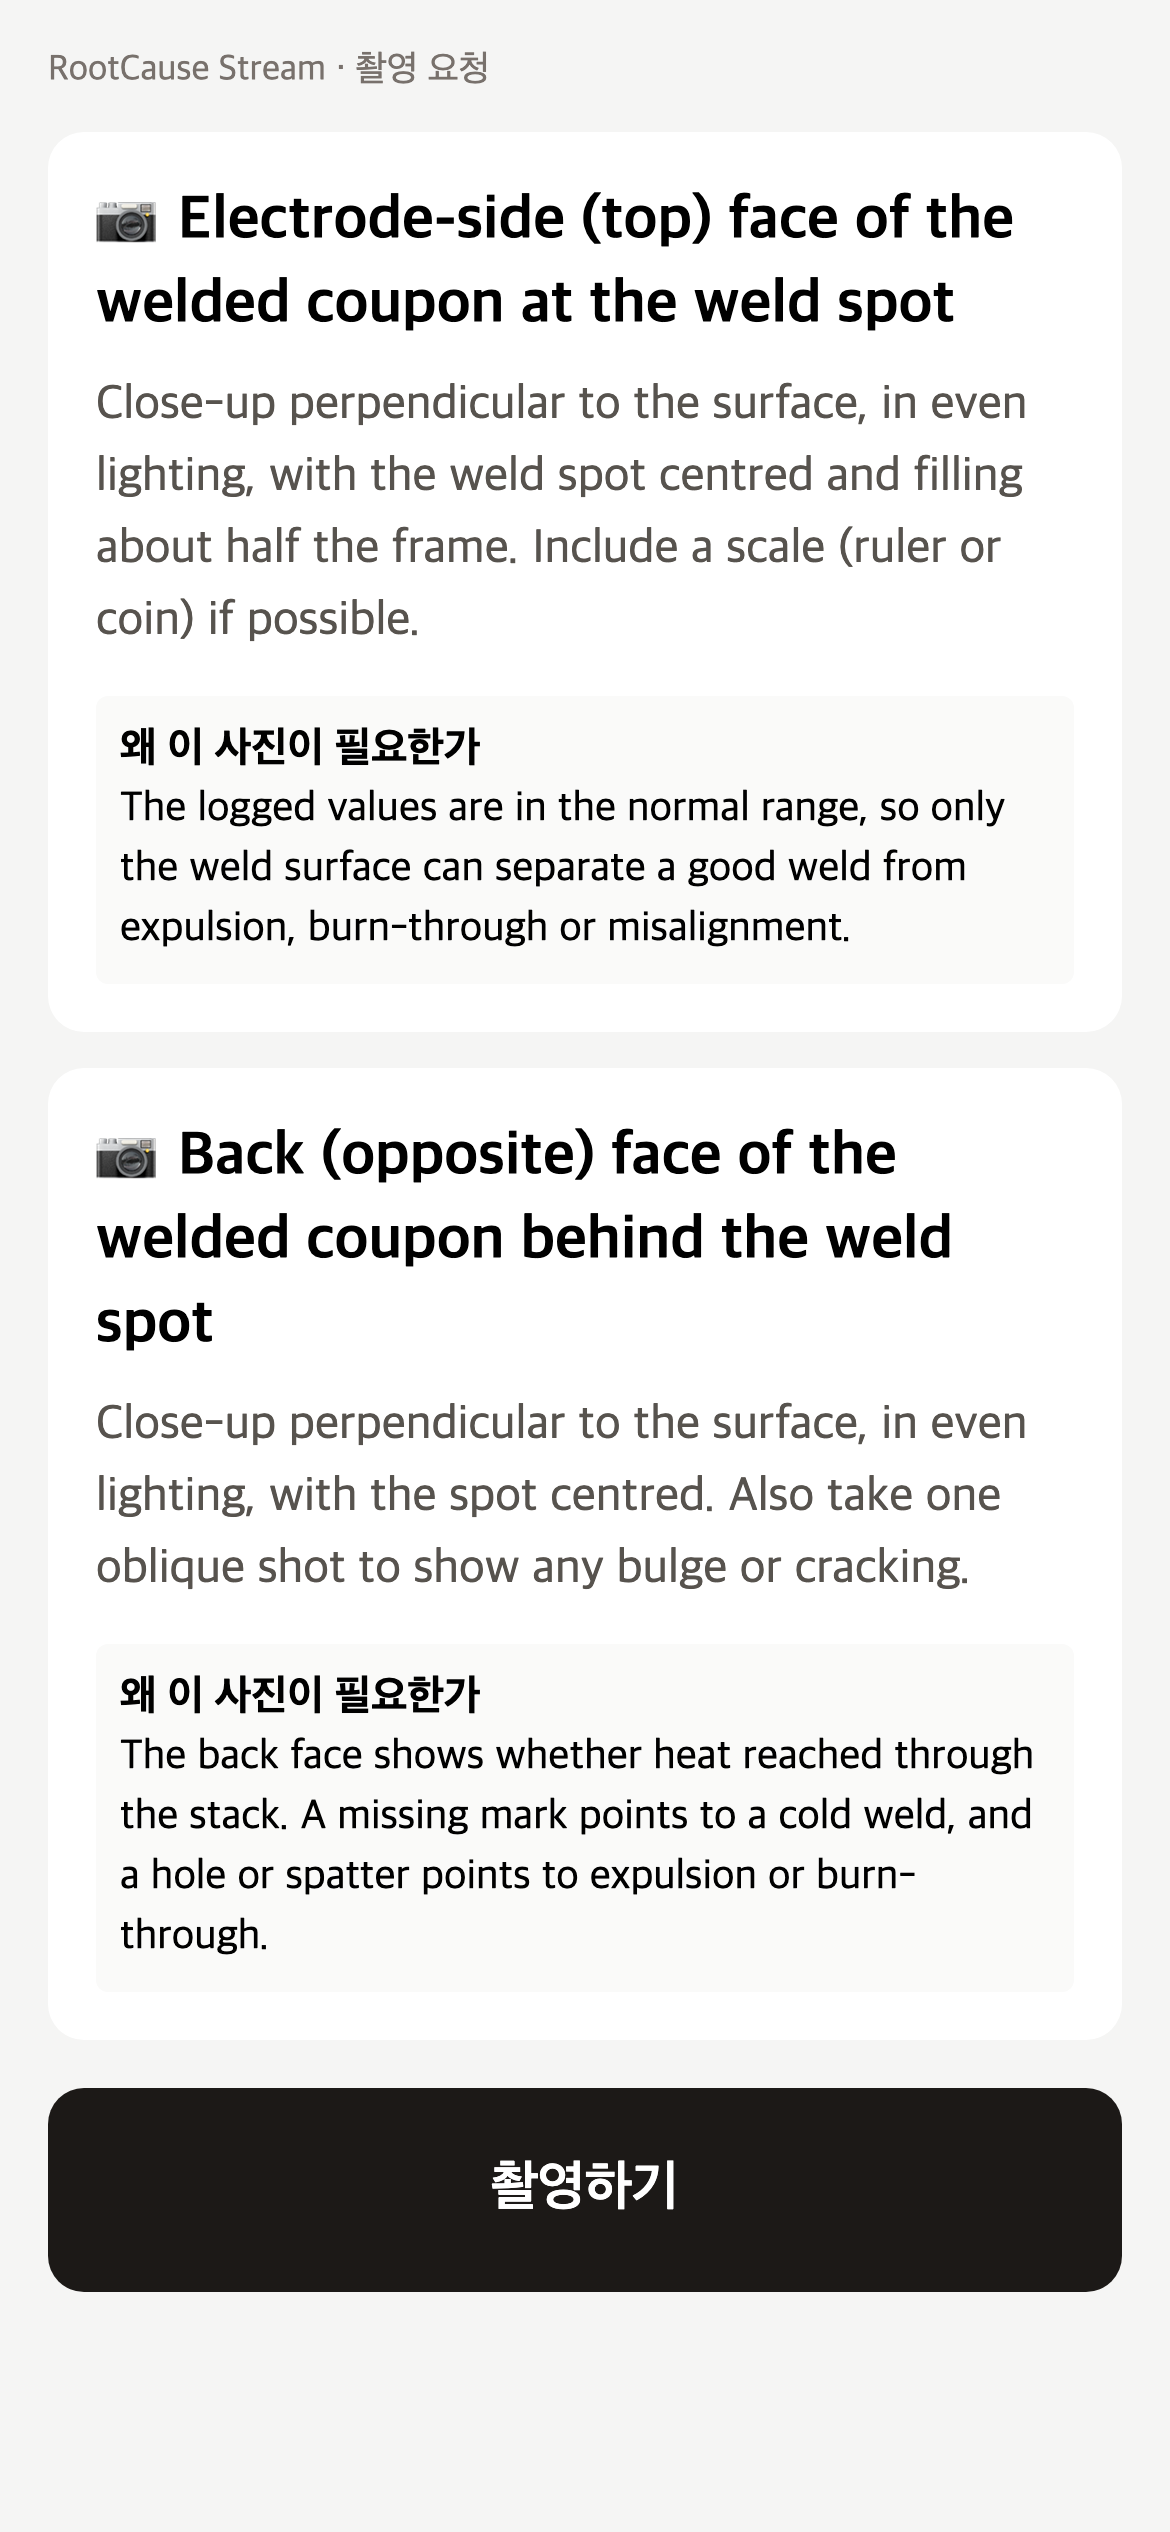 RootCause Stream · 촬영 요청
Electrode-side (top) face of the
welded coupon at the weld spot
Close-up perpendicular to the surface, in even
lighting, with the weld spot centred and filling
about half the frame. Include a scale (ruler or
coin) if possible.
왜 이 사진이 필요한가
The logged values are in the normal range, so only
the weld surface can separate a good weld from
expulsion, burn-through or misalignment.
Back (opposite) face of the
welded coupon behind the weld
spot
Close-up perpendicular to the surface, in even
lighting, with the spot centred. Also take one
oblique shot to show any bulge or cracking.
왜 이 사진이 필요한가
The back face shows whether heat reached through
the stack. A missing mark points to a cold weld, and
a hole or spatter points to expulsion or burn-
through.
촬영하기